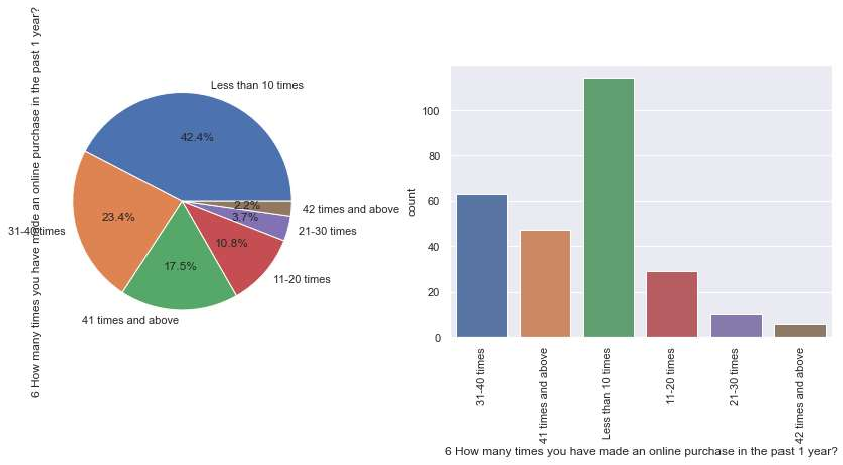 6 How many times you have made an online purchase in the past 1 year?
Less than 10 times
42.4%
31-40 times
23.4%
41 times and above
17.5%
11-20 times
10.8%
21-30 times
3.7%
42 times and above
2.2%
count
100
80
60
40
20
0
31-40 times
41 times and above
Less than 10 times
11-20 times
21-30 times
42 times and above
6 How many times you have made an online purchase in the past 1 year?